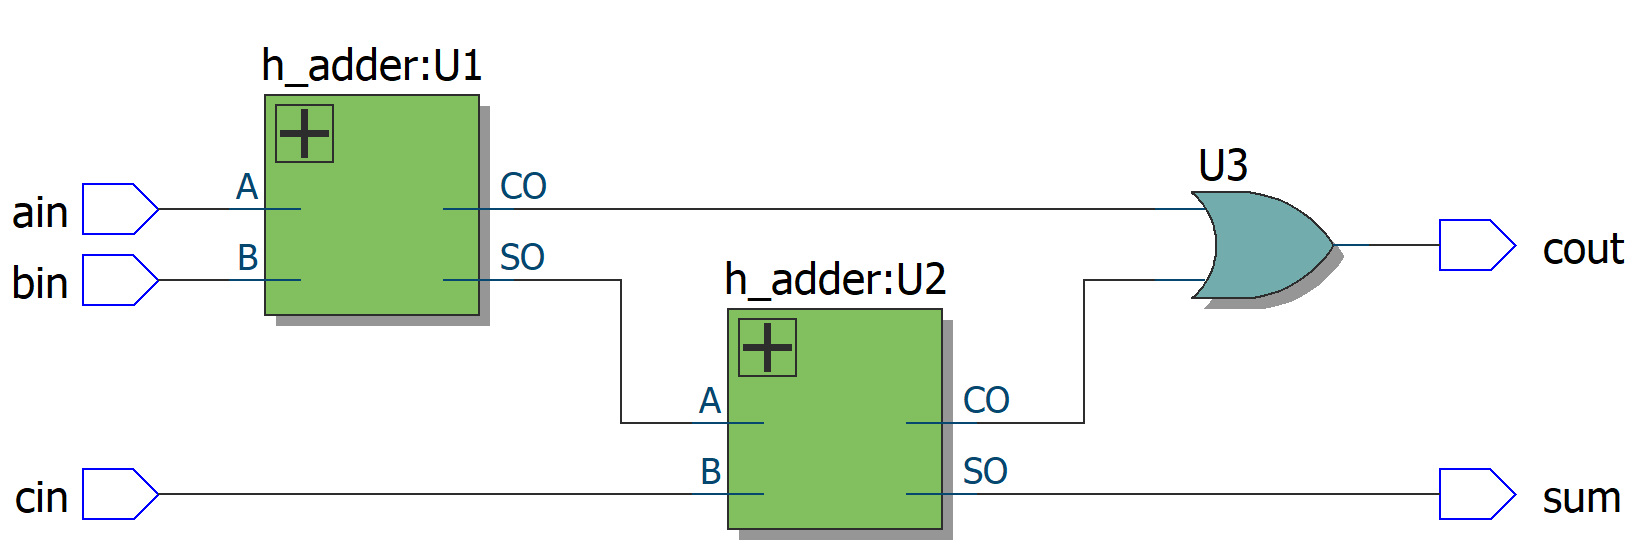 h_adder:U1
U3
A
CO
ain
cout
B
SO
bin
h_adder:U2
A
CO
B
SO
cin
sum